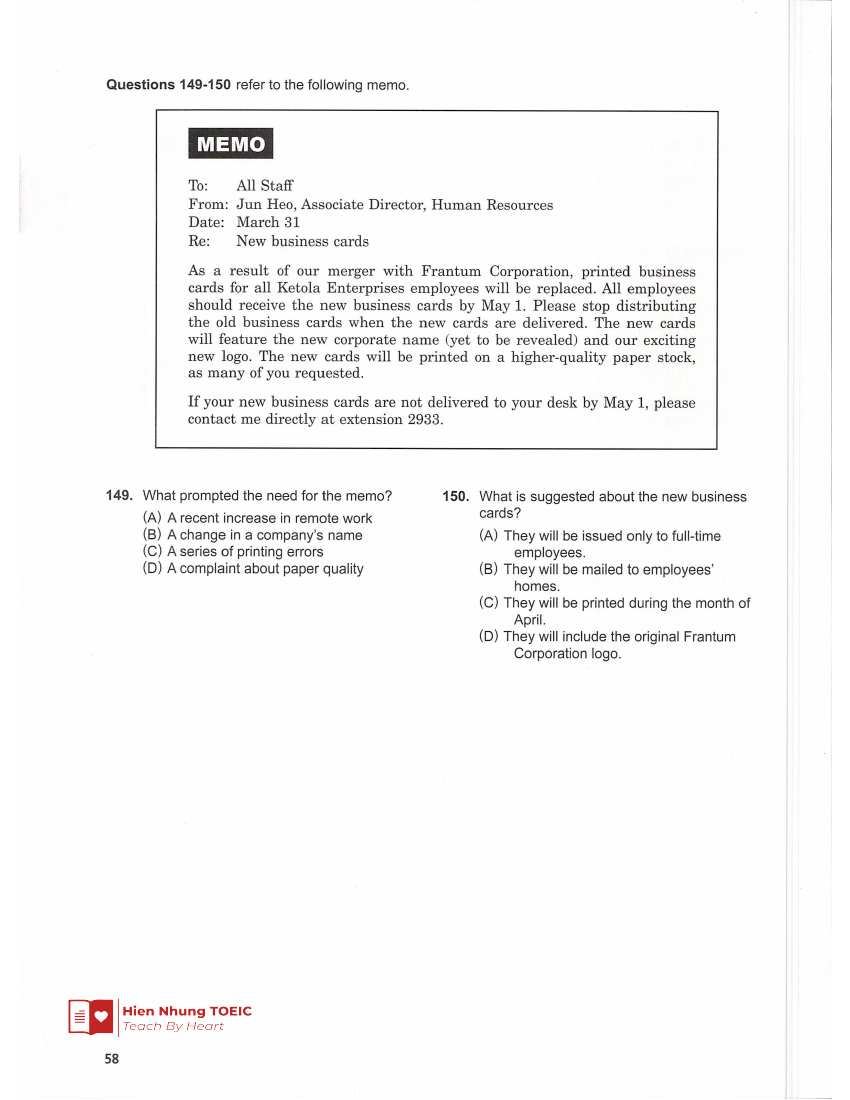 Questions 149-150 refer to the following memo.
MEMO
To: All Staff
From: Jun Heo, Associate Director, Human Resources
Date: March 31
Re: New business cards
As a result of our merger with Frantum Corporation, printed business
cards for all Ketola Enterprises employees will be replaced. All employees
should receive the new business cards by May 1. Please stop distributing
the old business cards when the new cards are delivered. The new cards
will feature the new corporate name (yet to be revealed) and our exciting
new logo. The new cards will be printed on a higher-quality paper stock,
as many of you requested.
If your new business cards are not delivered to your desk by May 1, please
contact me directly at extension 2933.
149. What prompted the need for the memo?
(A) A recent increase in remote work
(B) A change in a company's name
(C) A series of printing errors
(D) A complaint about paper quality
150. What is suggested about the new business
cards?
(A) They will be issued only to full-time
employees.
(B) They will be mailed to employees'
homes.
(C) They will be printed during the month of
April.
(D) They will include the original Frantum
Corporation logo.
Hien Nhung TOEIC
Teach By Heart
58